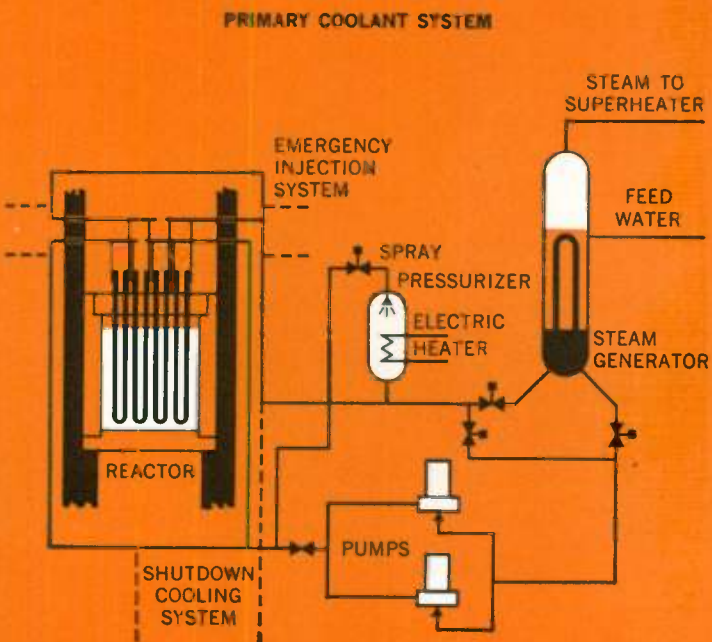 PRIMARY COOLANT SYSTEM
STEAM TO
SUPERHEATER
EMERGENCY
INJECTION
SYSTEM
FEED
WATER
SPRAY
PRESSURIZER
ELECTRIC
HEATER
STEAM
GENERATOR
REACTOR
PUMPS
SHUTDOWN
COOLING
SYSTEM